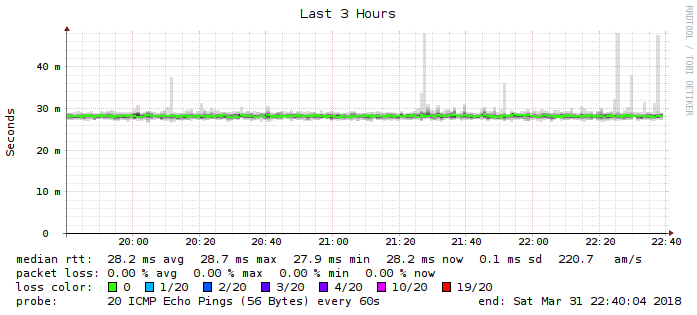 Last 3 Hours
RRDTOOL / TOBI OETIKER
Seconds
40 m
30 m
20 m
10 m
0
20:00 20:20 20:40 21:00 21:20 21:40 22:00 22:20 22:40
median rtt: 28.2 ms avg 28.7 ms max 27.9 ms min 28.2 ms now 0.1 ms sd 220.7 am/s
packet loss: 0.00 % avg 0.00 % max 0.00 % min 0.00 % now
loss color: 0 1/20 2/20 3/20 4/20 10/20 19/20
probe: 20 ICMP Echo Pings (56 Bytes) every 60s end: Sat Mar 31 22:40:04 2018